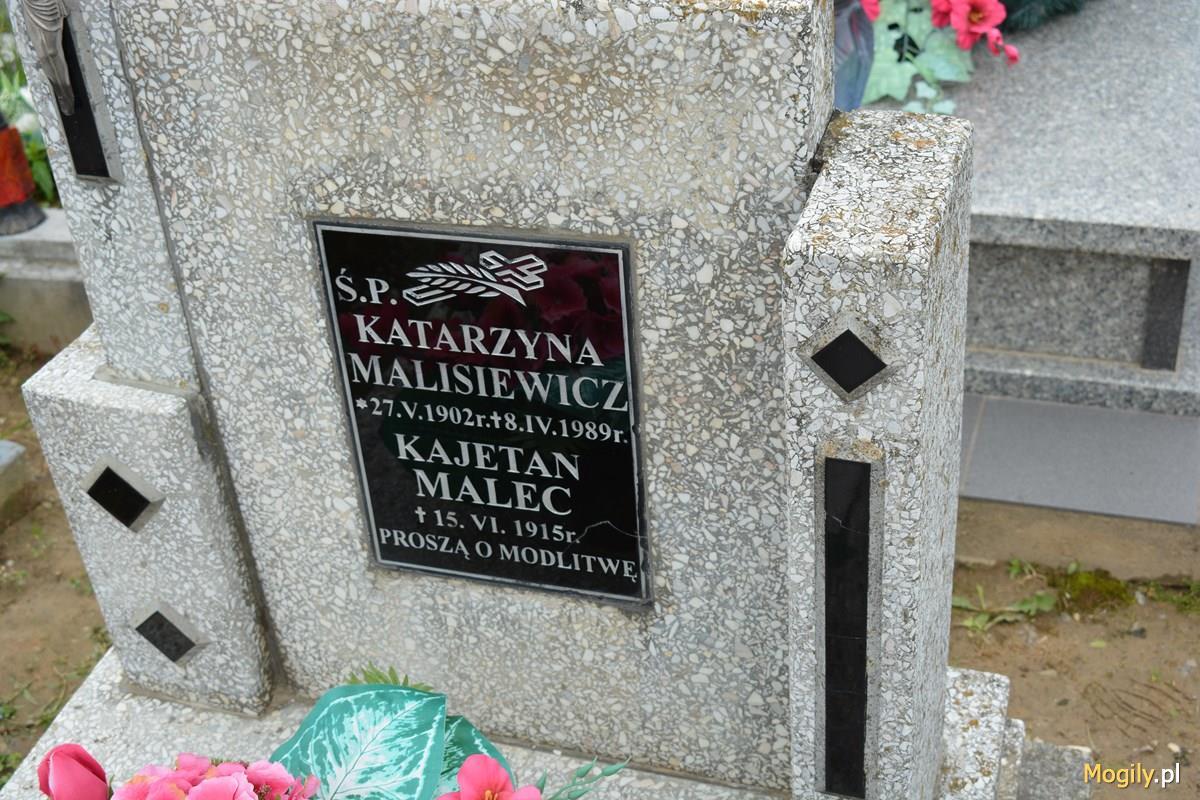 Ś.P.
KATARZYNA
MALISIEWICZ
*27.V.1902r.✝8.IV.1989r.
KAJETAN
MALEC
✝15. VI. 1915r.
PROSZĄ O MODLITWĘ
Mogily.pl